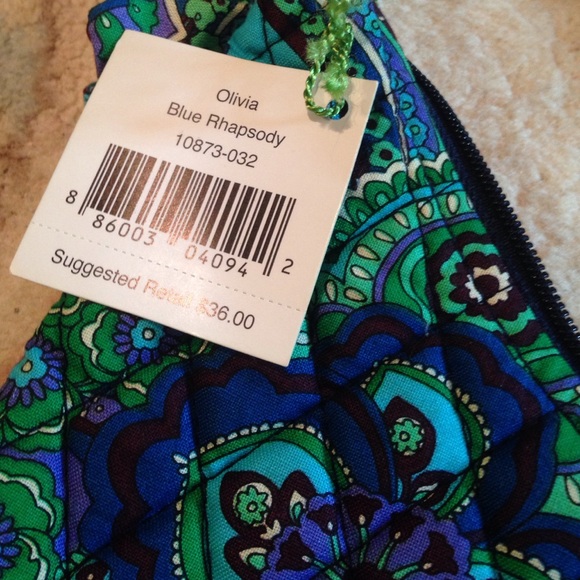 Olivia
Blue Rhapsody
10873-032
8 86003 04094 2
Suggested Retail $36.00